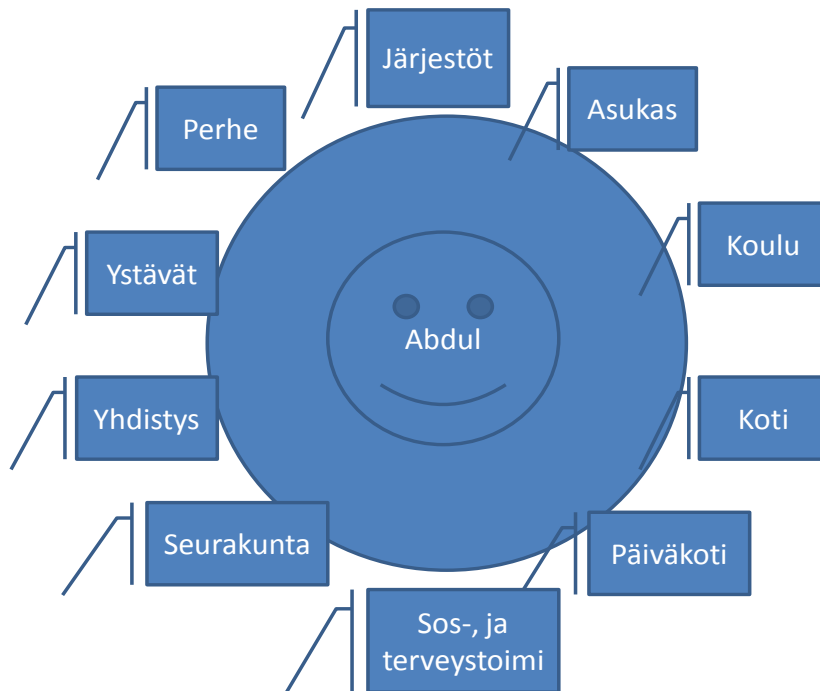 Järjestöt
Asukas
Perhe
Koulu
Ystävät
Abdul
Yhdistys
Koti
Seurakunta
Päiväkoti
Sos-, ja
terveystoimi